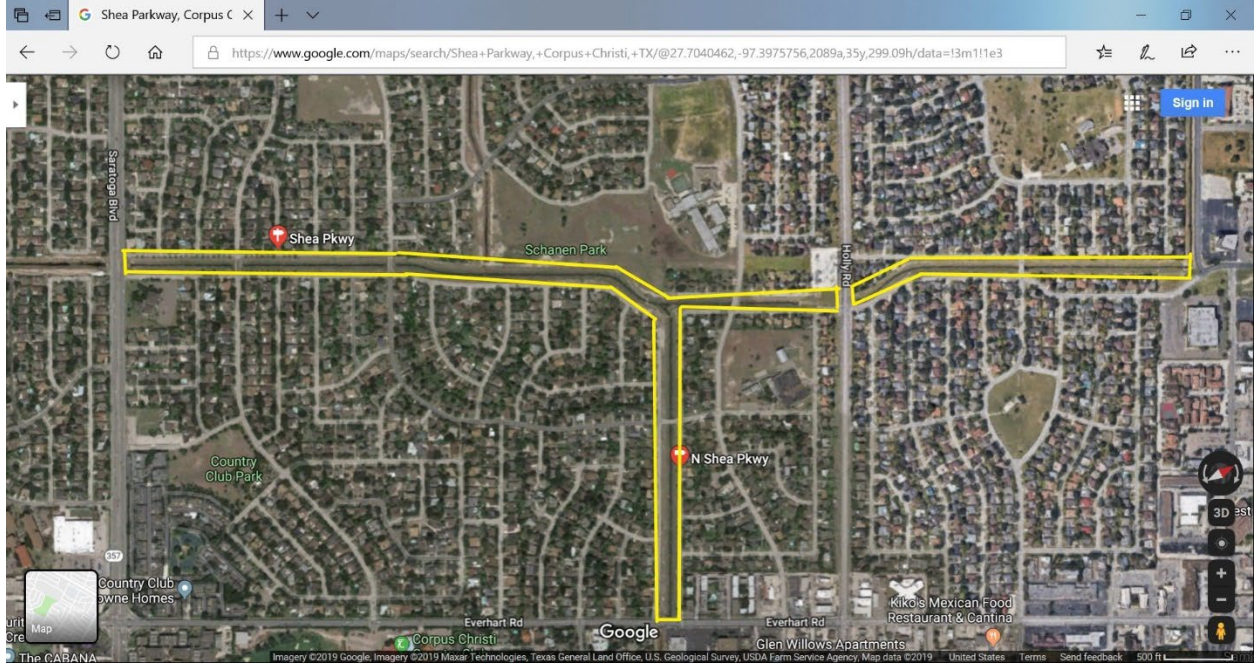 Shea Parkway, Corpus C
https://www.google.com/maps/search/Shea+Parkway,+Corpus+Christi,+TX/@27.7040462,-97.3975756,2089a,35y,299.09h/data=!3m1!1e3
Sign in
Saratoga Blvd
Shea Pkwy
Schanen Park
Holly Rd
Country
Club Park
N Shea Pkwy
3D
357
Country Club
owne Homes
Map
Everhart Rd
Google
Everhart Rd
Kiko's Mexican Food
Restaurant & Cantina
Corpus Christi
Glen Willows Apartments
The CABANA
Imagery ©2019 Google, Imagery ©2019 Maxar Technologies, Texas General Land Office, U.S. Geological Survey, USDA Farm Service Agency, Map data ©2019 United States Terms Send feedback 500 ft